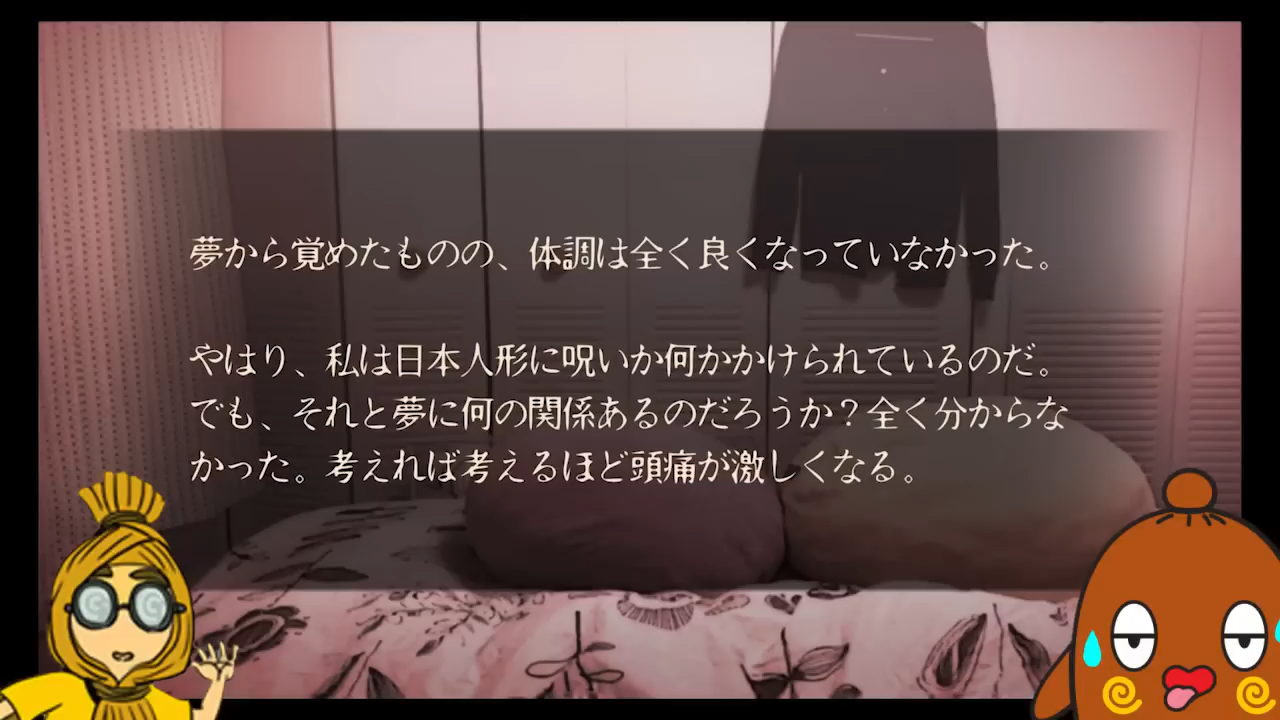 夢から覚めたものの、体調は全く良くなっていなかった。
やはり、私は日本人形に呪いか何かかけられているのだ。
でも、それと夢に何の関係あるのだろうか？全く分からな
かった。考えれば考えるほど頭痛が激しくなる。